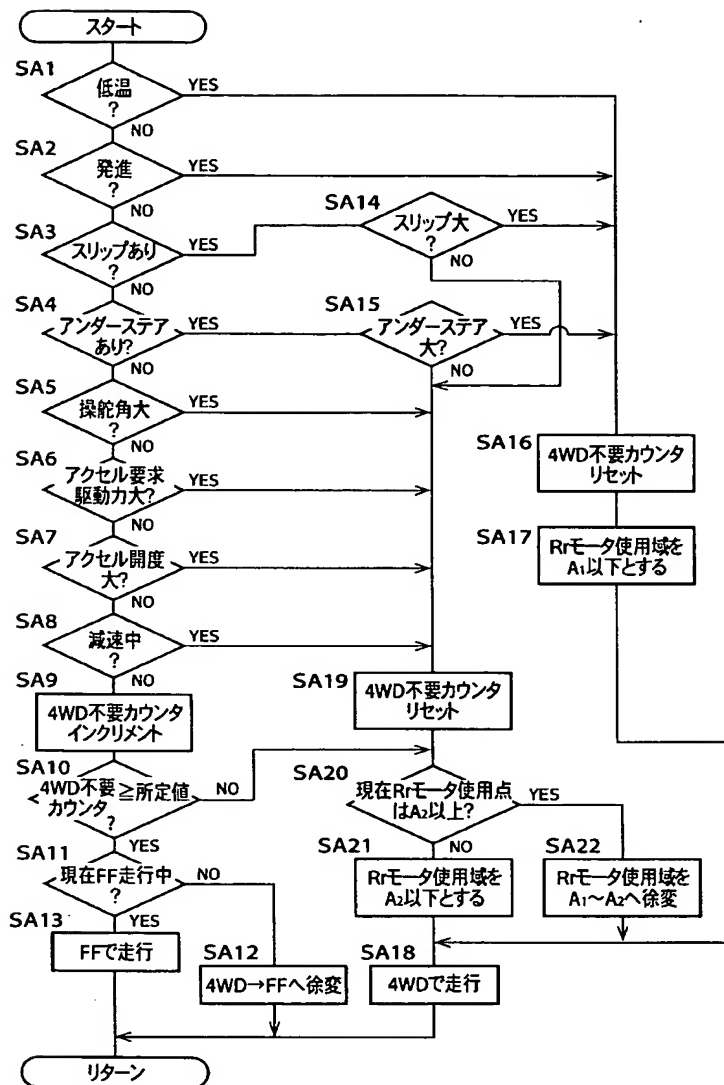 スタート
SA1
低温
?
YES
NO
SA2
発進
?
YES
NO
SA14
スリップ大
?
YES
NO
SA3
スリップあり
?
YES
NO
SA4
アンダーステア
あり?
YES
NO
SA15
アンダーステア
大?
YES
NO
SA5
操舵角大
?
YES
NO
SA6
アクセル要求
駆動力大?
YES
NO
SA16
4WD不要カウンタ
リセット
SA7
アクセル開度
大?
YES
NO
SA17
Rrモータ使用域を
A1以下とする
SA8
減速中
?
YES
NO
SA9
4WD不要カウンタ
インクリメント
SA19
4WD不要カウンタ
リセット
SA10
4WD不要
カウンタ
≧所定値
?
NO
YES
SA20
現在Rrモータ使用点
はA2以上?
YES
NO
SA11
現在FF走行中
?
NO
YES
SA21
Rrモータ使用域を
A2以下とする
SA22
Rrモータ使用域を
A1～A2へ徐変
SA13
FFで走行
SA12
4WD→FFへ徐変
SA18
4WDで走行
リターン